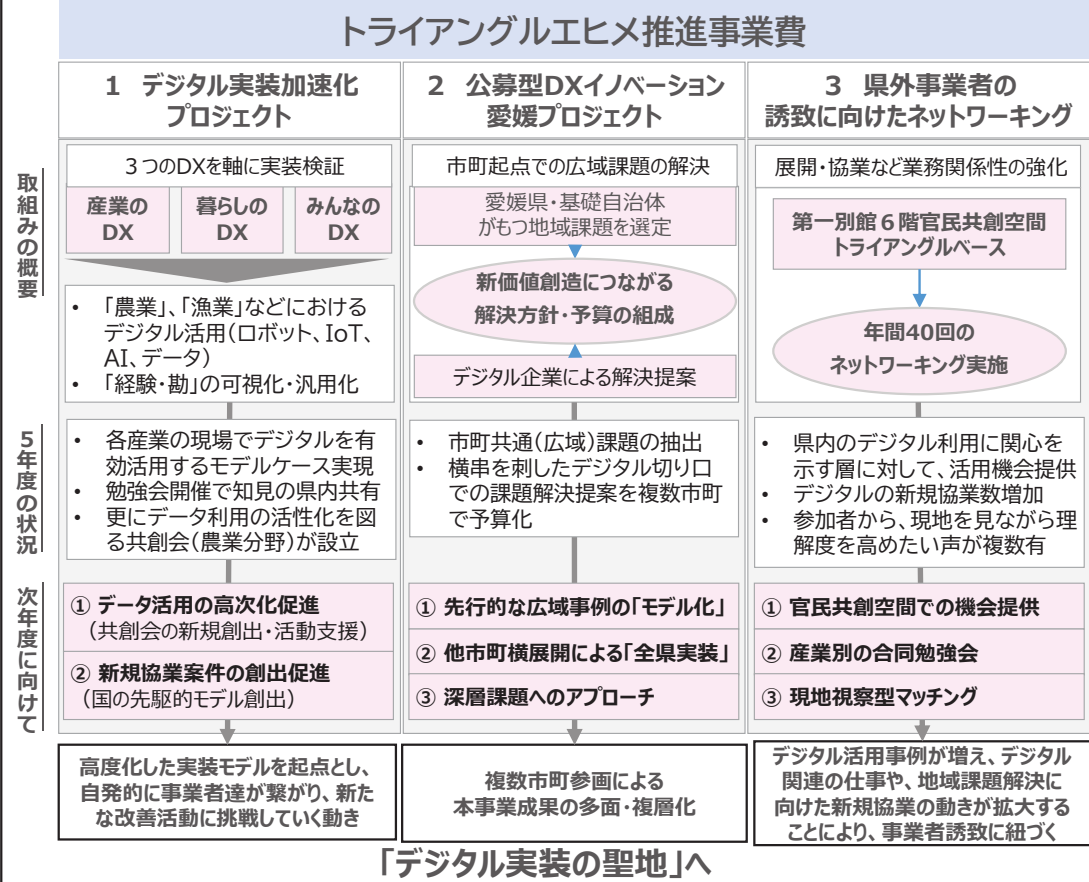 トライアングルエヒメ推進事業費
1 デジタル実装加速化
プロジェクト
2 公募型DXイノベーション
愛媛プロジェクト
3 県外事業者の
誘致に向けたネットワーキング
取組みの概要
3つのDXを軸に実装検証
産業の
DX
暮らしの
DX
みんなの
DX
・ 「農業」、「漁業」などにおける
デジタル活用(ロボット、IoT、
AI、データ)
・ 「経験・勘」の可視化・汎用化
市町起点での広域課題の解決
愛媛県・基礎自治体
がもつ地域課題を選定
新価値創造につながる
解決方針・予算の組成
デジタル企業による解決提案
展開・協業など業務関係性の強化
第一別館6階官民共創空間
トライアングルベース
年間40回の
ネットワーキング実施
5年度の状況
・ 各産業の現場でデジタルを有
効活用するモデルケース実現
・ 勉強会開催で知見の県内共有
・ 更にデータ利用の活性化を図
る共創会(農業分野)が設立
・ 市町共通(広域)課題の抽出
・ 横串を刺したデジタル切り口
での課題解決提案を複数市町
で予算化
・ 県内のデジタル利用に関心を
示す層に対して、活用機会提供
・ デジタルの新規協業数増加
・ 参加者から、現地を見ながら理
解度を高めたい声が複数有
次年度に向けて
① データ活用の高次化促進
(共創会の新規創出・活動支援)
② 新規協業案件の創出促進
(国の先駆的モデル創出)
① 先行的な広域事例の「モデル化」
② 他市町横展開による「全県実装」
③ 深層課題へのアプローチ
① 官民共創空間での機会提供
② 産業別の合同勉強会
③ 現地視察型マッチング
高度化した実装モデルを起点とし、
自発的に事業者達が繋がり、新た
な改善活動に挑戦していく動き
複数市町参画による
本事業成果の多面・複層化
デジタル活用事例が増え、デジタル
関連の仕事や、地域課題解決に
向けた新規協業の動きが拡大する
ことにより、事業者誘致に紐づく
「デジタル実装の聖地」へ